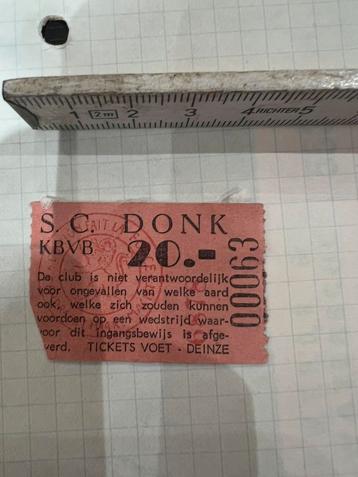 1 2m 2 3 4 RICHTER 5
S. C. DONK
KBVB 20.-
De club is niet verantwoordelijk
voor ongevallen van welke aard
ook, welke zich zouden kunnen
voordoen op een wedstrijd waar-
voor dit ingangsbewijs is afge-
verd. TICKETS VOET - DEINZE
00063